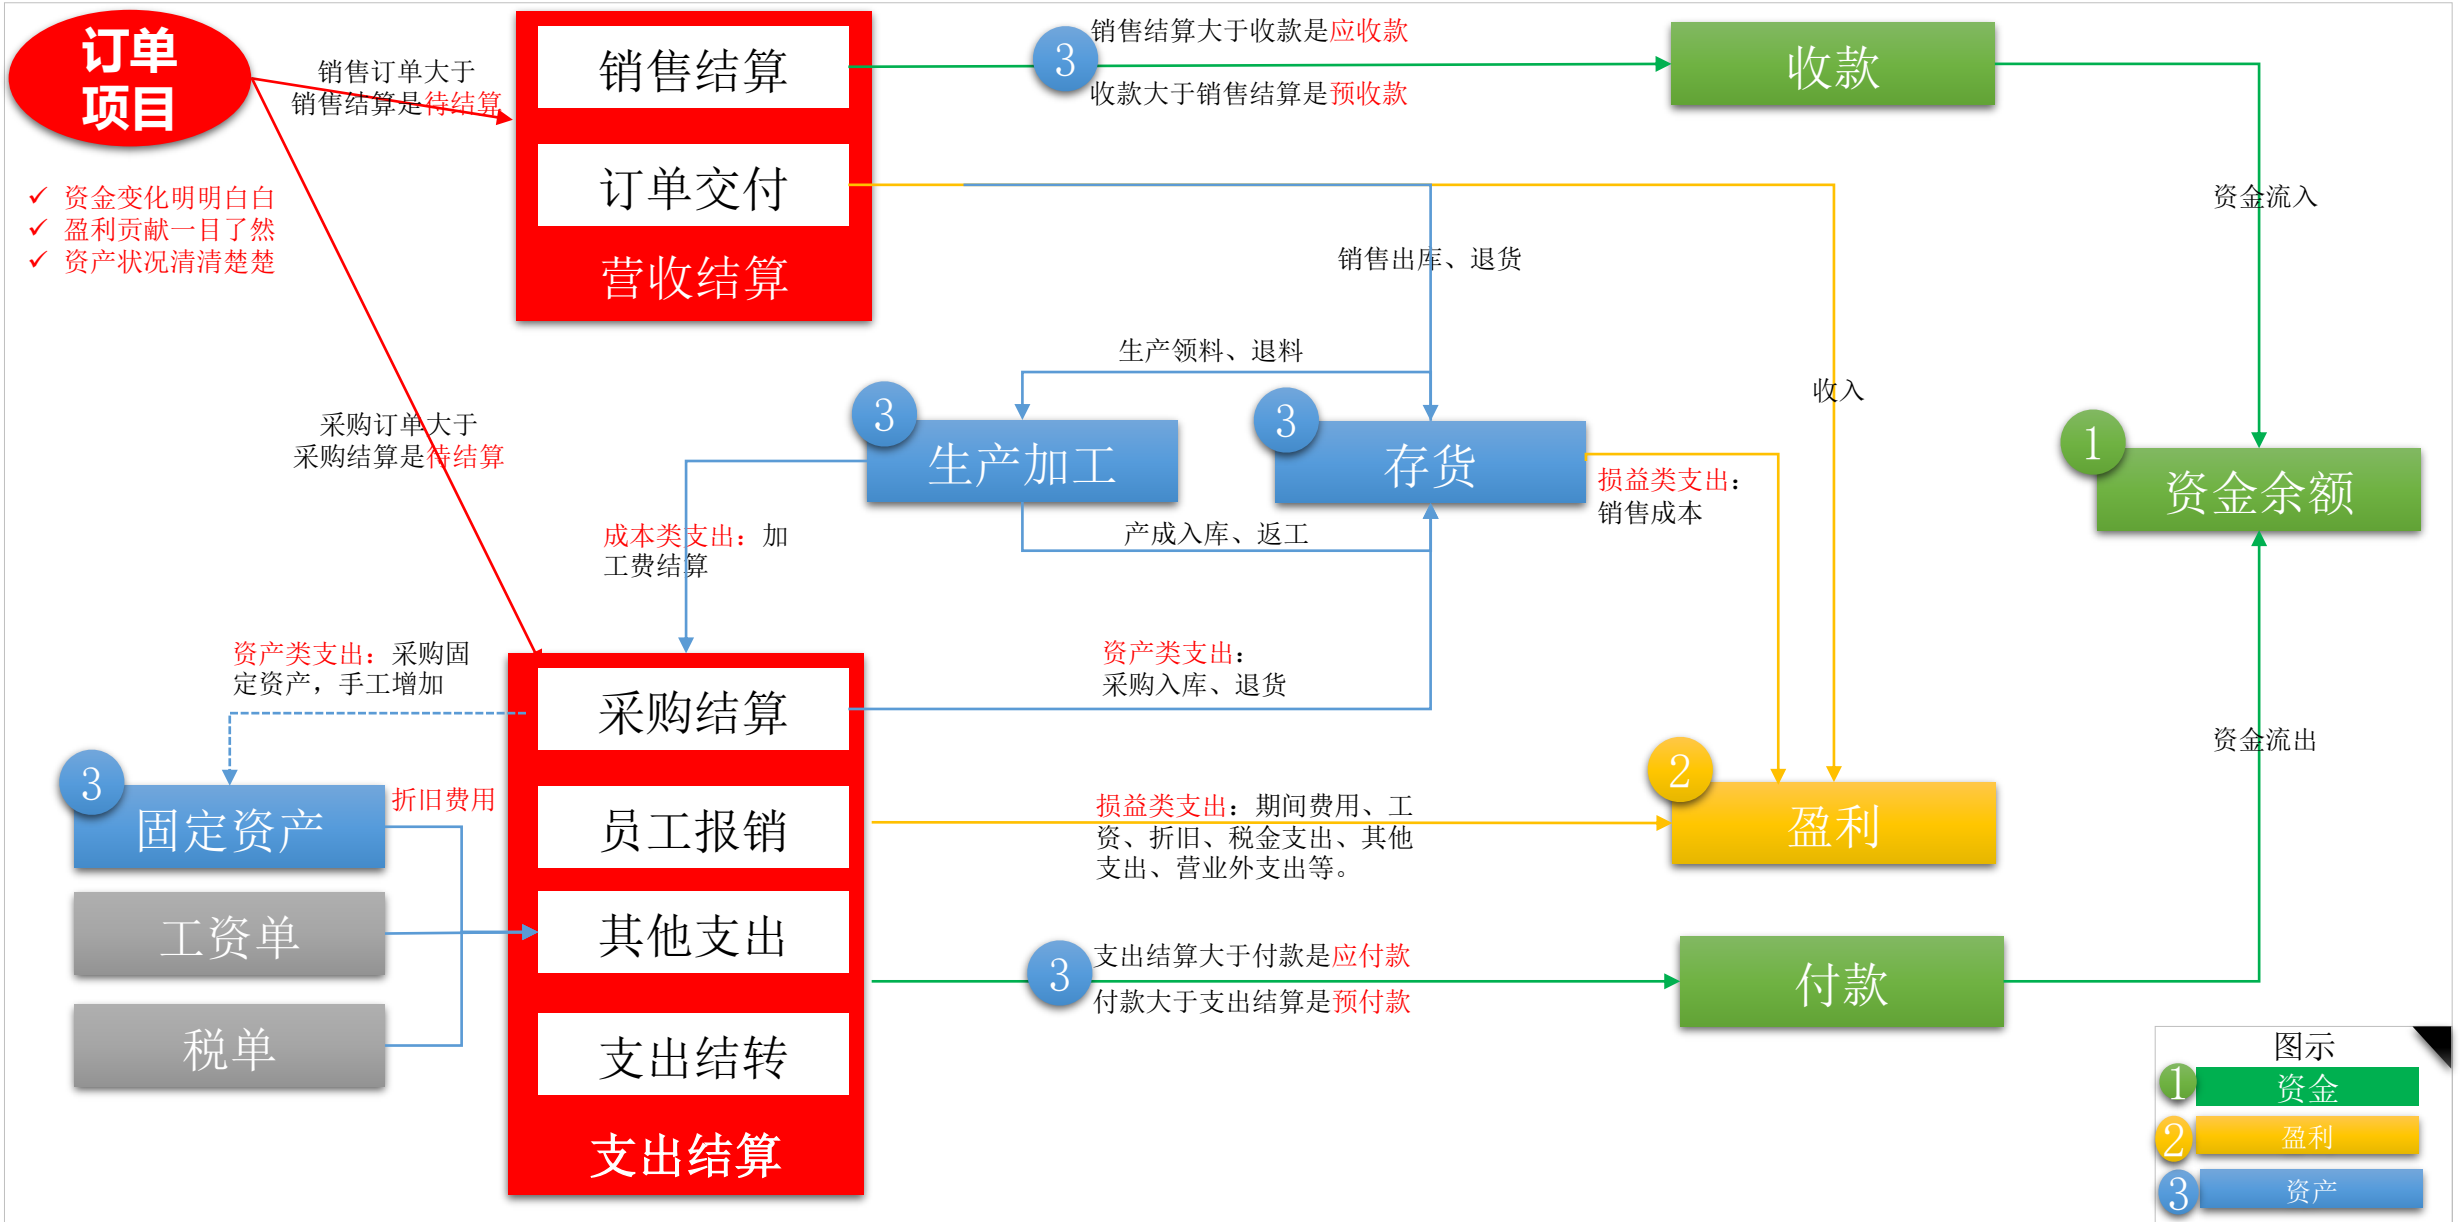 订单
项目
销售订单大于
销售结算是待结算
✓ 资金变化明明白白
✓ 盈利贡献一目了然
✓ 资产状况清清楚楚
销售结算
订单交付
营收结算
3
销售结算大于收款是应收款
收款大于销售结算是预收款
收款
资金流入
销售出库、退货
收入
生产领料、退料
3
生产加工
3
存货
1
资金余额
采购订单大于
采购结算是待结算
损益类支出：
销售成本
成本类支出：加
工费结算
产成入库、返工
资产类支出：采购固
定资产，手工增加
资产类支出：
采购入库、退货
采购结算
员工报销
其他支出
支出结转
支出结算
3
固定资产
折旧费用
工资单
税单
损益类支出：期间费用、工
资、折旧、税金支出、其他
支出、营业外支出等。
2
盈利
资金流出
3
支出结算大于付款是应付款
付款大于支出结算是预付款
付款
图示
1 资金
2 盈利
3 资产